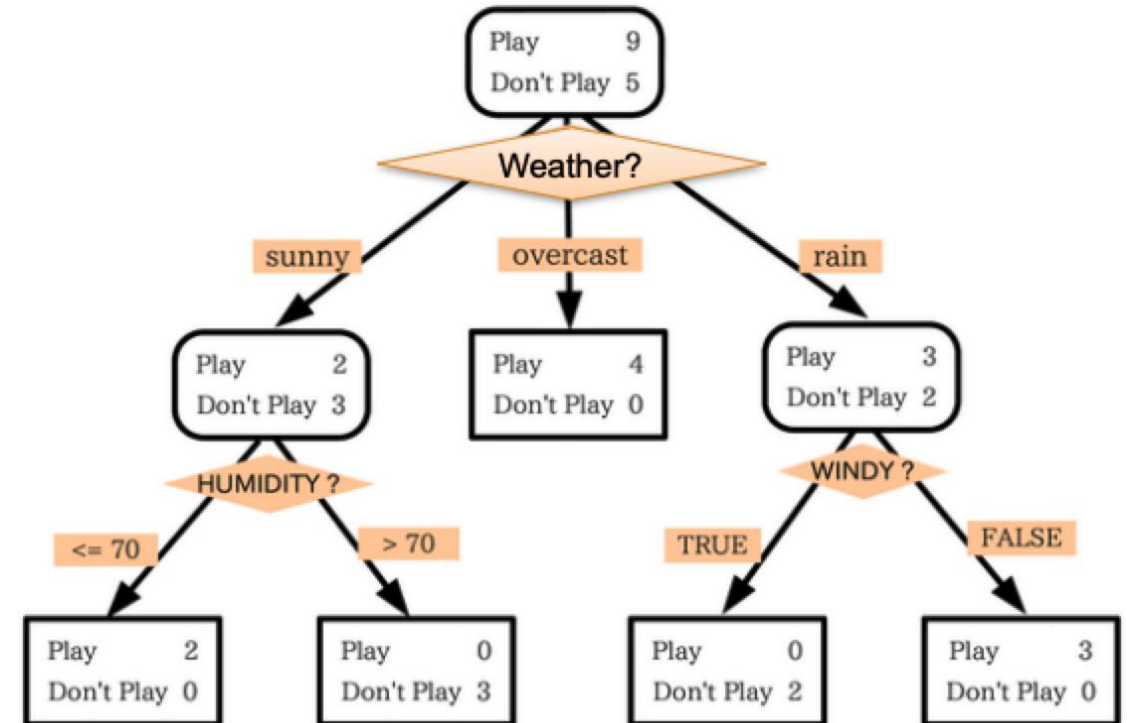 Play 9
Don't Play 5
Weather?
sunny
overcast
rain
Play 2
Don't Play 3
Play 4
Don't Play 0
Play 3
Don't Play 2
HUMIDITY ?
WINDY ?
<= 70
> 70
TRUE
FALSE
Play 2
Don't Play 0
Play 0
Don't Play 3
Play 0
Don't Play 2
Play 3
Don't Play 0